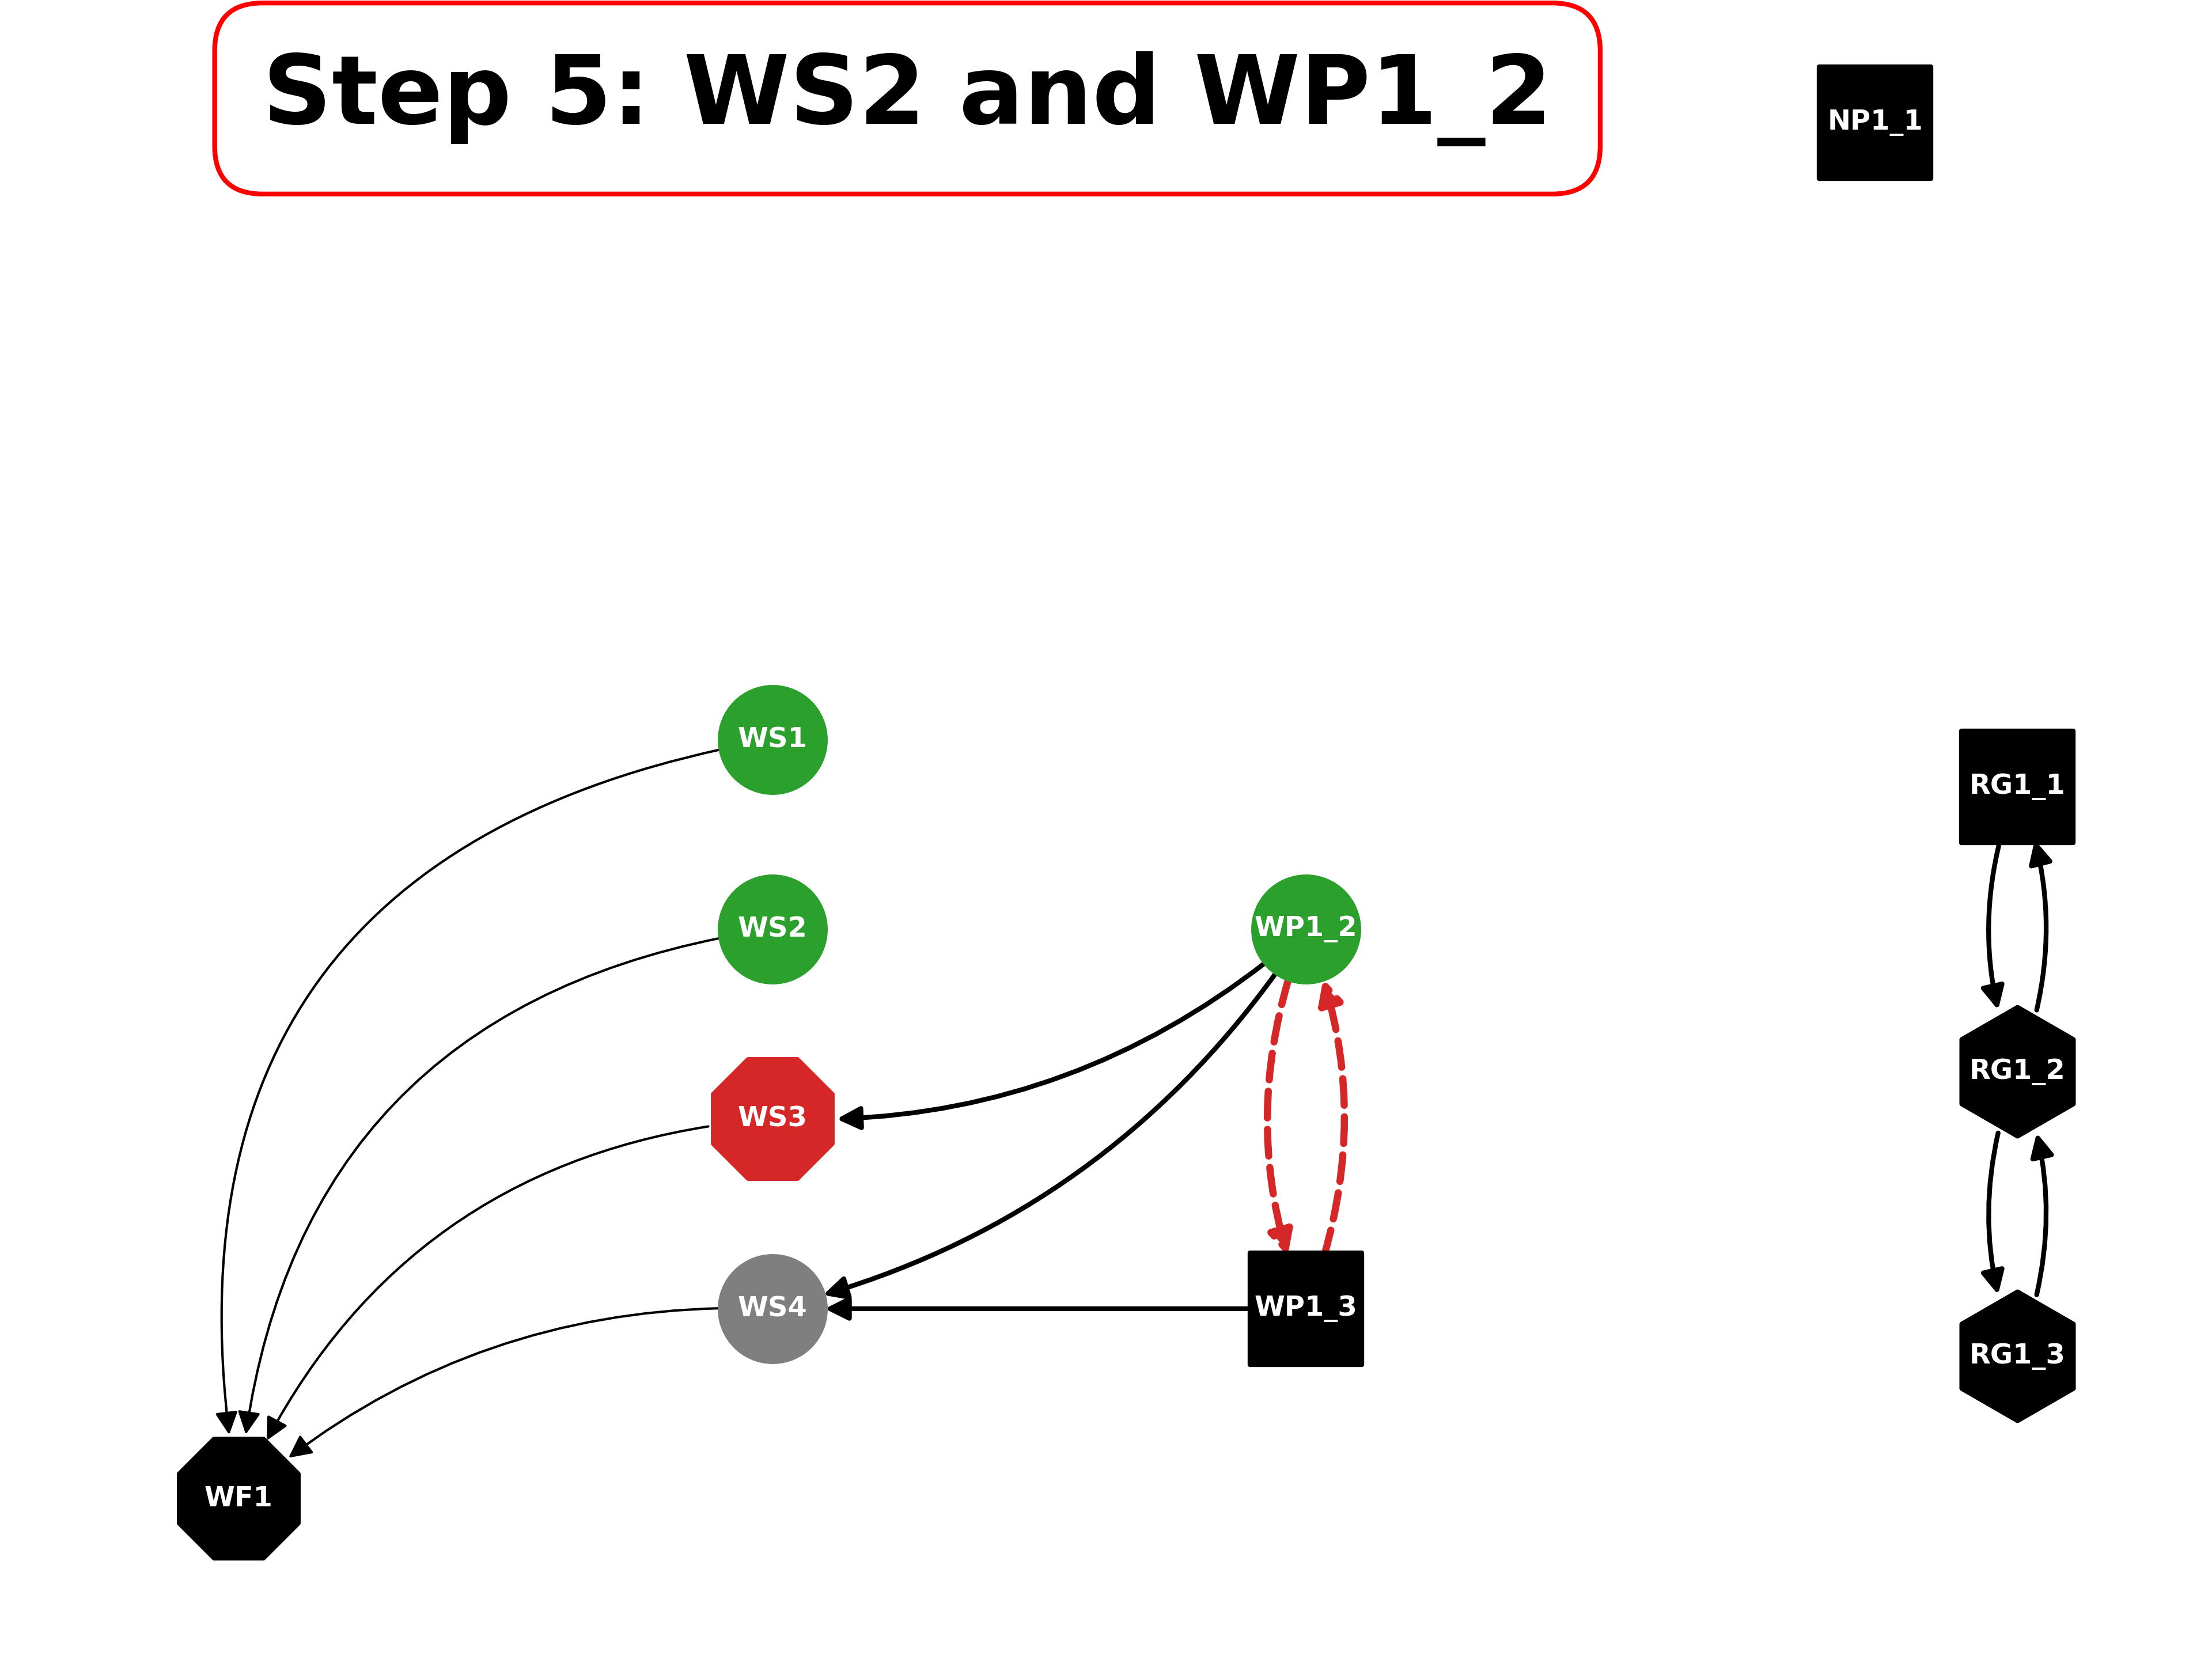 Step 5: WS2 and WP1_2
NP1_1
WS1
RG1_1
WS2
WP1_2
RG1_2
WS3
WS4
WP1_3
RG1_3
WF1